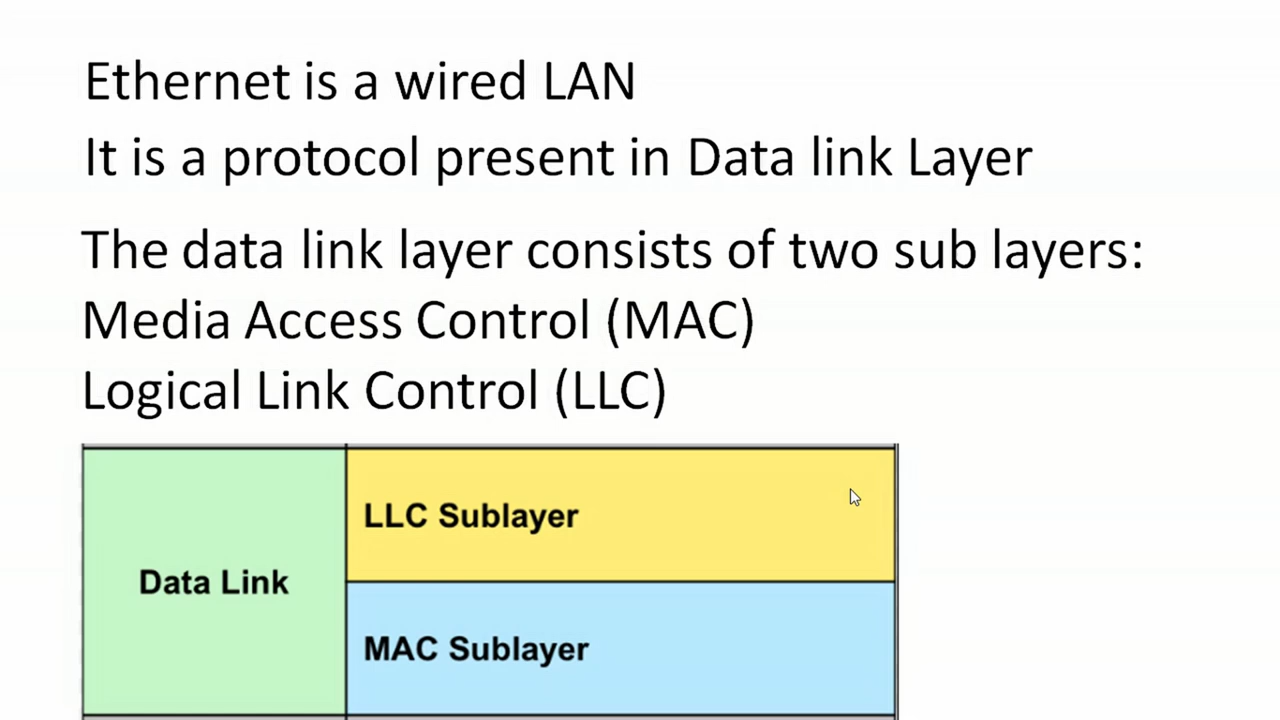 Ethernet is a wired LAN
It is a protocol present in Data link Layer
The data link layer consists of two sub layers:
Media Access Control (MAC)
Logical Link Control (LLC)
LLC Sublayer
Data Link
MAC Sublayer